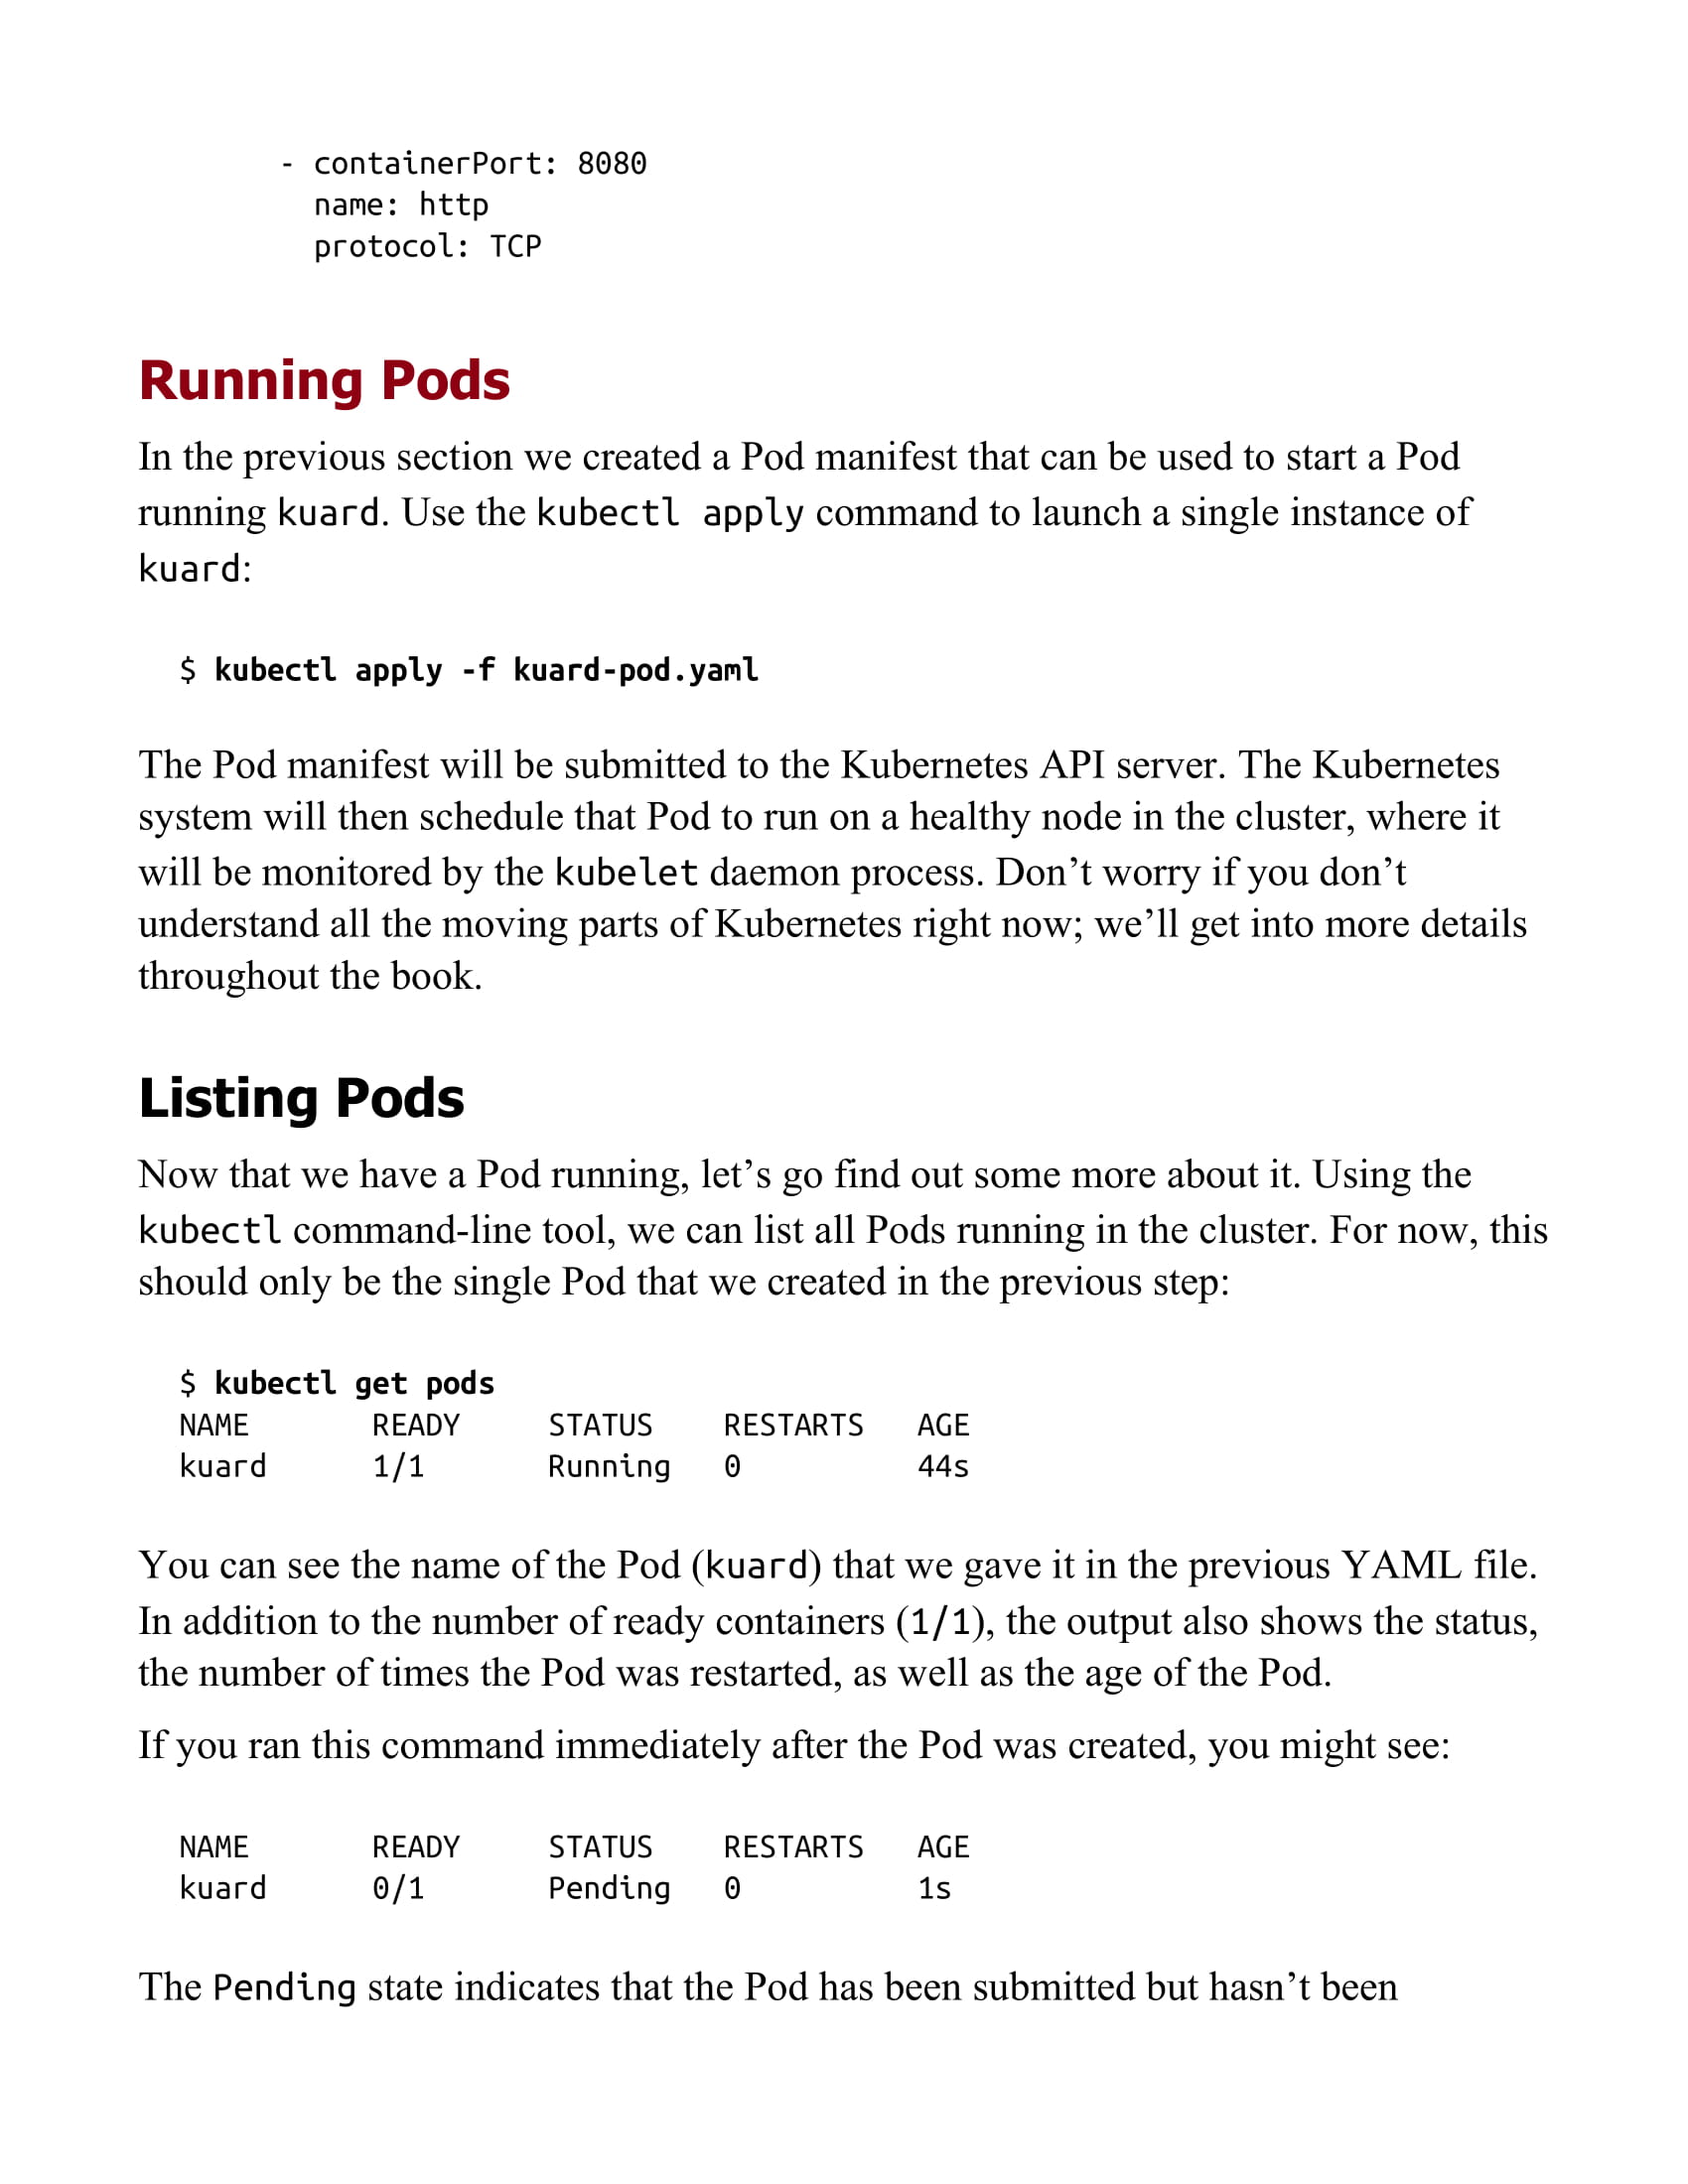 - containerPort: 8080
name: http
protocol: TCP
Running Pods
In the previous section we created a Pod manifest that can be used to start a Pod
running kuard. Use the kubectl apply command to launch a single instance of
kuard:
$ kubectl apply -f kuard-pod.yaml
The Pod manifest will be submitted to the Kubernetes API server. The Kubernetes
system will then schedule that Pod to run on a healthy node in the cluster, where it
will be monitored by the kubelet daemon process. Don’t worry if you don’t
understand all the moving parts of Kubernetes right now; we’ll get into more details
throughout the book.
Listing Pods
Now that we have a Pod running, let’s go find out some more about it. Using the
kubectl command-line tool, we can list all Pods running in the cluster. For now, this
should only be the single Pod that we created in the previous step:
$ kubectl get pods
NAME READY STATUS RESTARTS AGE
kuard 1/1 Running 0 44s
You can see the name of the Pod (kuard) that we gave it in the previous YAML file.
In addition to the number of ready containers (1/1), the output also shows the status,
the number of times the Pod was restarted, as well as the age of the Pod.
If you ran this command immediately after the Pod was created, you might see:
NAME READY STATUS RESTARTS AGE
kuard 0/1 Pending 0 1s
The Pending state indicates that the Pod has been submitted but hasn’t been